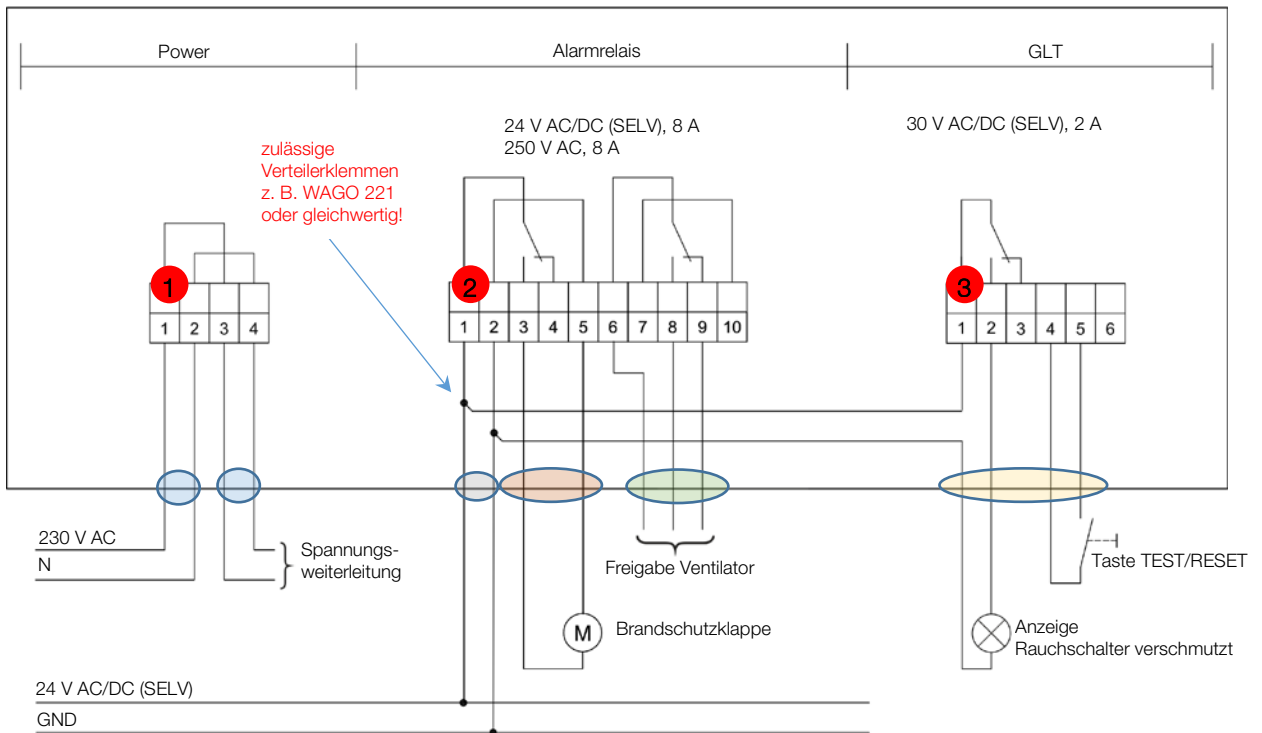 Power
Alarmrelais
GLT
24 V AC/DC (SELV), 8 A
250 V AC, 8 A
30 V AC/DC (SELV), 2 A
zulässige
Verteilerklemmen
z. B. WAGO 221
oder gleichwertig!
1
2
3
1 2 3 4
1 2 3 4 5 6 7 8 9 10
1 2 3 4 5 6
230 V AC
N
Spannungs-
weiterleitung
Freigabe Ventilator
Taste TEST/RESET
M
Brandschutzklappe
Anzeige
Rauchschalter verschmutzt
24 V AC/DC (SELV)
GND